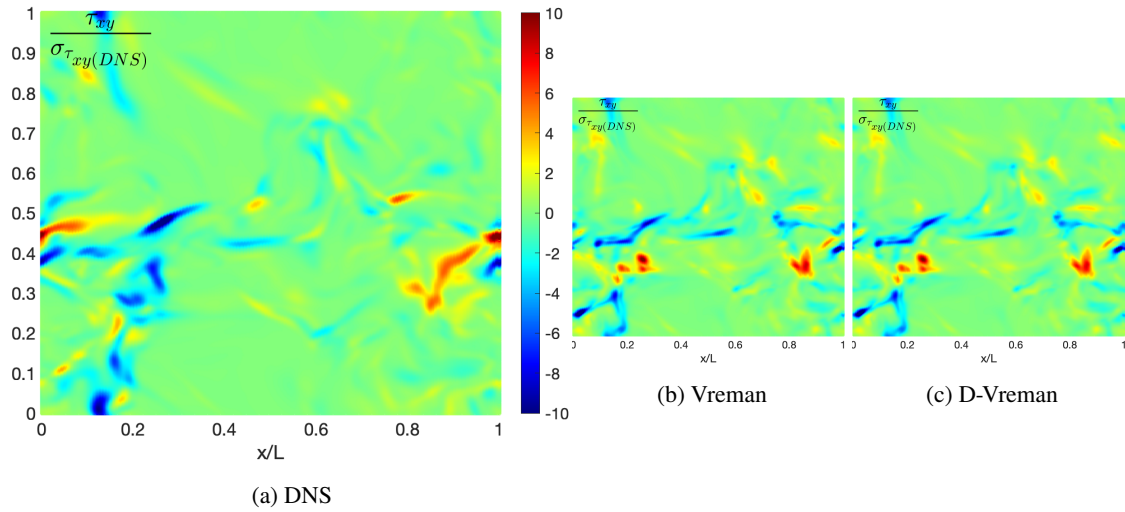 1
0.9
0.8
0.7
0.6
0.5
0.4
0.3
0.2
0.1
0
τxy
στxy(DNS)
0 0.2 0.4 0.6 0.8 1
x/L
10
8
6
4
2
0
-2
-4
-6
-8
-10
(a) DNS
τxy
στxy(DNS)
0.2 0.4 0.6 0.8 1
x/L
(b) Vreman
τxy
στxy(DNS)
0.2 0.4 0.6 0.8 1
x/L
(c) D-Vreman